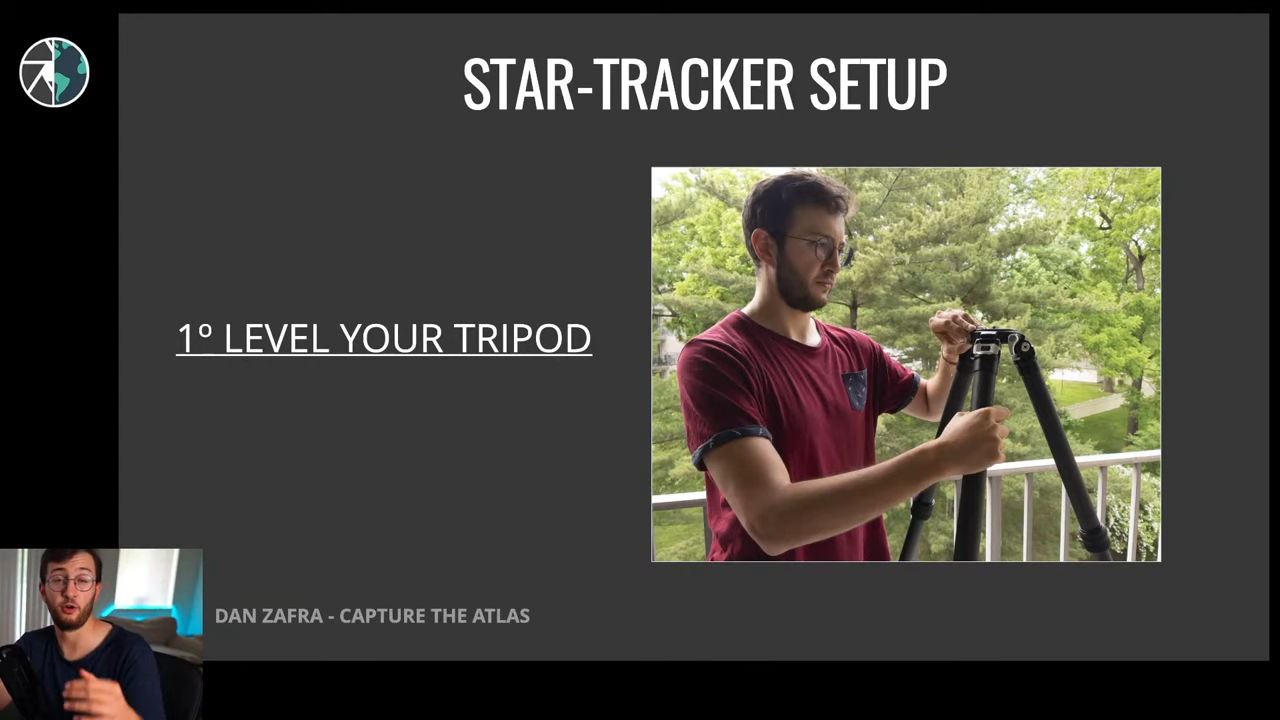 STAR-TRACKER SETUP
1º LEVEL YOUR TRIPOD
DAN ZAFRA - CAPTURE THE ATLAS